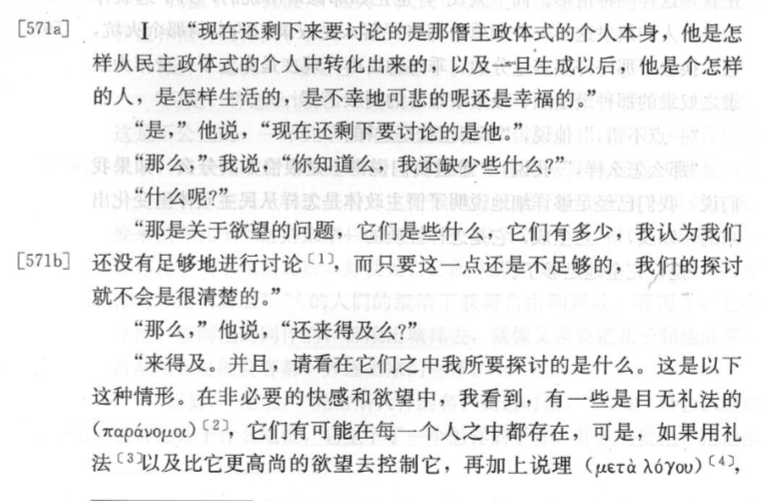 [571a] I “现在还剩下来要讨论的是那僭主政体式的个人本身，他是怎
样从民主政体式的个人中转化出来的，以及一旦生成以后，他是个怎样
的人，是怎样生活的，是不幸地可悲的呢还是幸福的。”
“是，”他说，“现在还剩下要讨论的是他。”
“那么，”我说，“你知道么，我还缺少些什么？”
“什么呢？”
“那是关于欲望的问题，它们是些什么，它们有多少，我认为我们
[571b] 还没有足够地进行讨论〔1〕，而只要这一点还是不足够的，我们的探讨
就不会是很清楚的。”
“那么，”他说，“还来得及么？”
“来得及。并且，请看在它们之中我所要探讨的是什么。这是以下
这种情形。在非必要的快感和欲望中，我看到，有一些是目无礼法的
（παράνομοι）〔2〕，它们有可能在每一个人之中都存在，可是，如果用礼
法〔3〕以及比它更高尚的欲望去控制它，再加上说理（μετὰ λόγου）〔4〕，